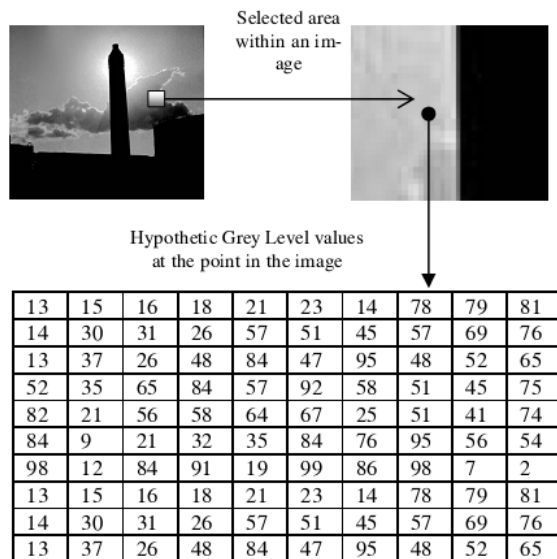 Selected area
within an im-
age
Hypothetic Grey Level values
at the point in the image
13 15 16 18 21 23 14 78 79 81
14 30 31 26 57 51 45 57 69 76
13 37 26 48 84 47 95 48 52 65
52 35 65 84 57 92 58 51 45 75
82 21 56 58 64 67 25 51 41 74
84 9 21 32 35 84 76 95 56 54
98 12 84 91 19 99 86 98 7 2
13 15 16 18 21 23 14 78 79 81
14 30 31 26 57 51 45 57 69 76
13 37 26 48 84 47 95 48 52 65